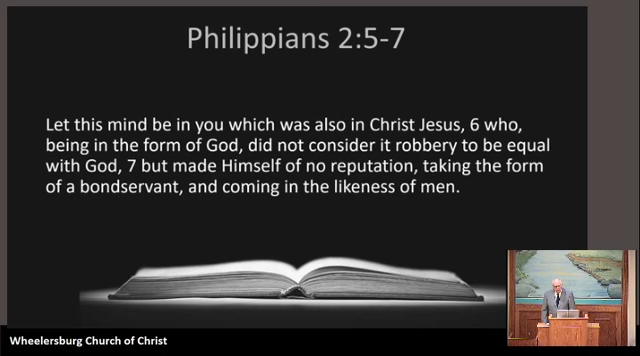 Philippians 2:5-7
Let this mind be in you which was also in Christ Jesus, 6 who,
being in the form of God, did not consider it robbery to be equal
with God, 7 but made Himself of no reputation, taking the form
of a bondservant, and coming in the likeness of men.
Wheelersburg Church of Christ